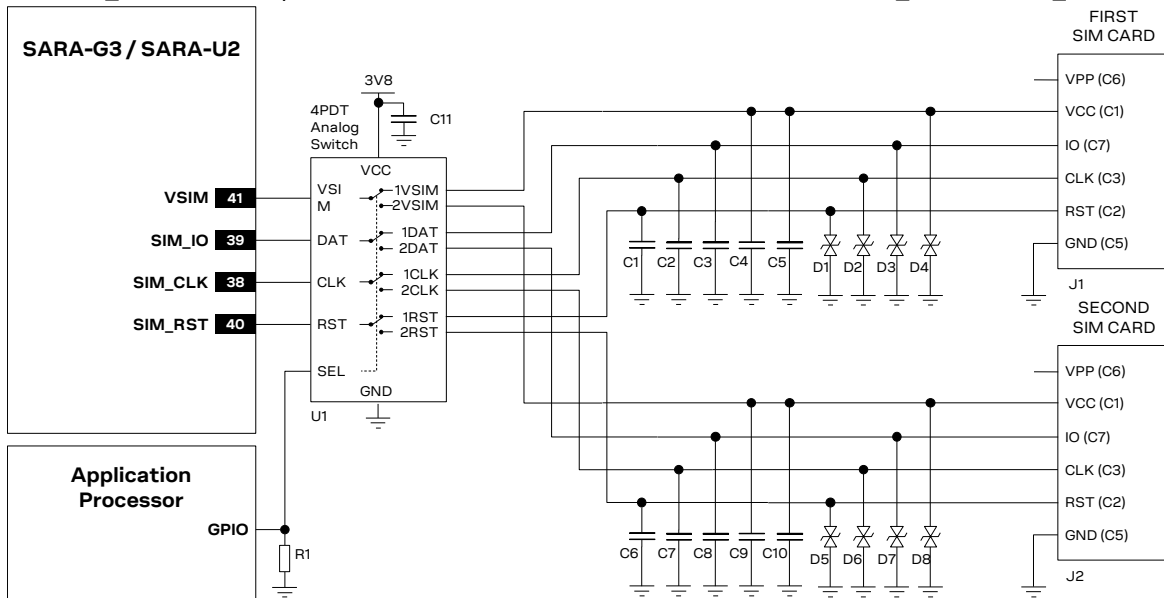 SARA-G3 / SARA-U2
VSIM 41
SIM_IO 39
SIM_CLK 38
SIM_RST 40
3V8
C11
4PDT
Analog
Switch
VCC
VSI
M
1VSIM
2VSIM
DAT
1DAT
2DAT
CLK
1CLK
2CLK
RST
1RST
2RST
SEL
GND
U1
Application
Processor
GPIO
R1
FIRST
SIM CARD
VPP (C6)
VCC (C1)
IO (C7)
CLK (C3)
RST (C2)
GND (C5)
J1
C1 C2 C3 C4 C5 D1 D2 D3 D4
SECOND
SIM CARD
VPP (C6)
VCC (C1)
IO (C7)
CLK (C3)
RST (C2)
GND (C5)
J2
C6 C7 C8 C9 C10 D5 D6 D7 D8